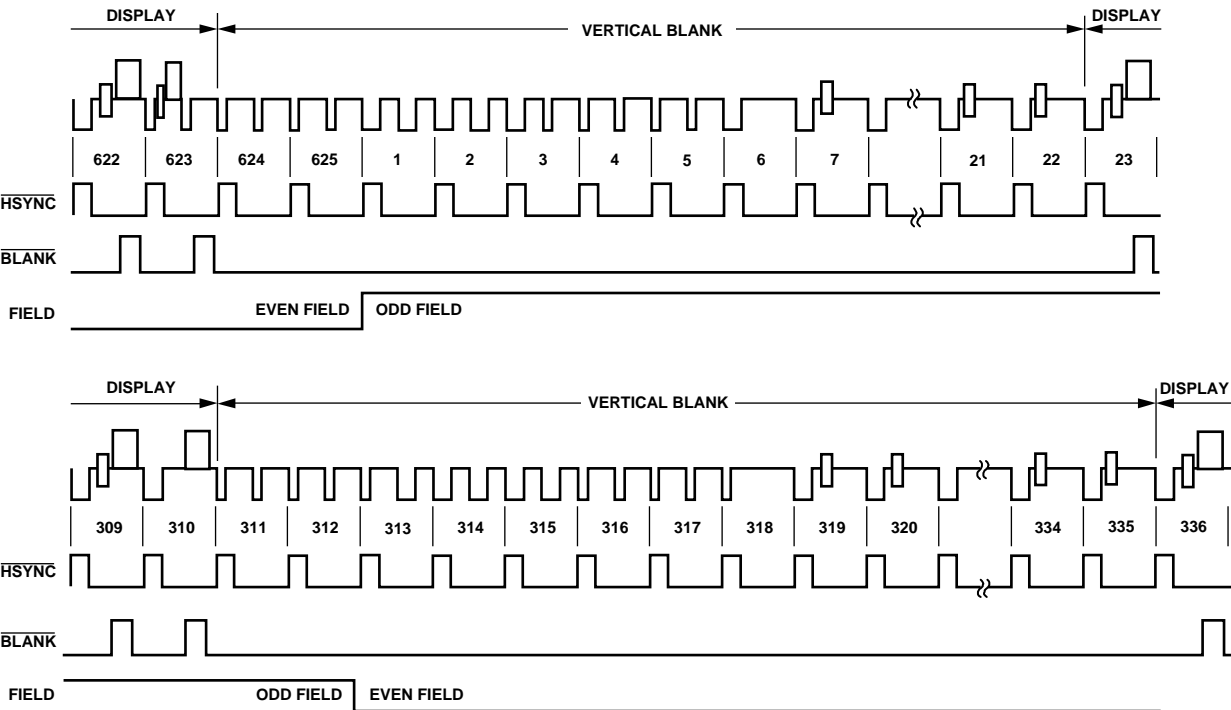 DISPLAY VERTICAL BLANK DISPLAY
622 623 624 625 1 2 3 4 5 6 7 21 22 23
HSYNC
BLANK
FIELD EVEN FIELD ODD FIELD
DISPLAY VERTICAL BLANK DISPLAY
309 310 311 312 313 314 315 316 317 318 319 320 334 335 336
HSYNC
BLANK
FIELD ODD FIELD EVEN FIELD